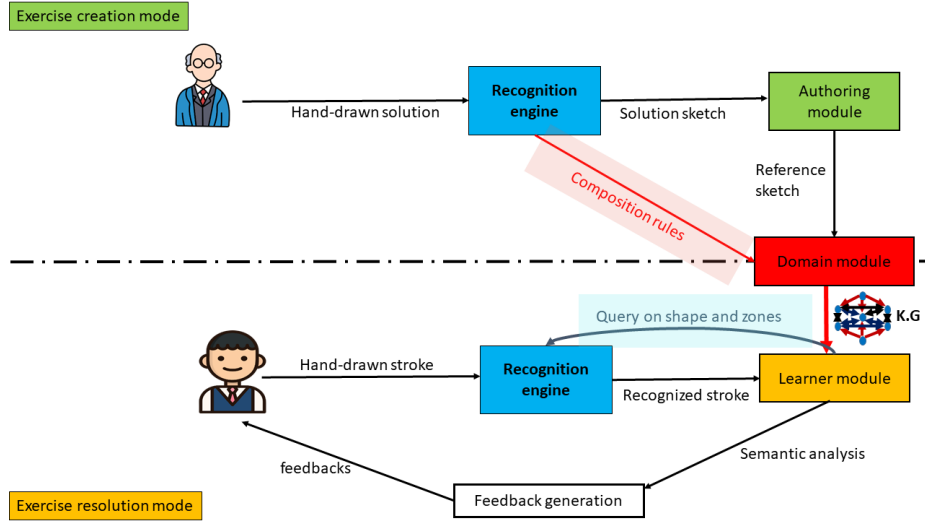 Exercise creation mode
Hand-drawn solution
Recognition
engine
Solution sketch
Authoring
module
Composition rules
Reference
sketch
Domain module
K.G
Query on shape and zones
Hand-drawn stroke
Recognition
engine
Recognized stroke
Learner module
Semantic analysis
feedbacks
Feedback generation
Exercise resolution mode